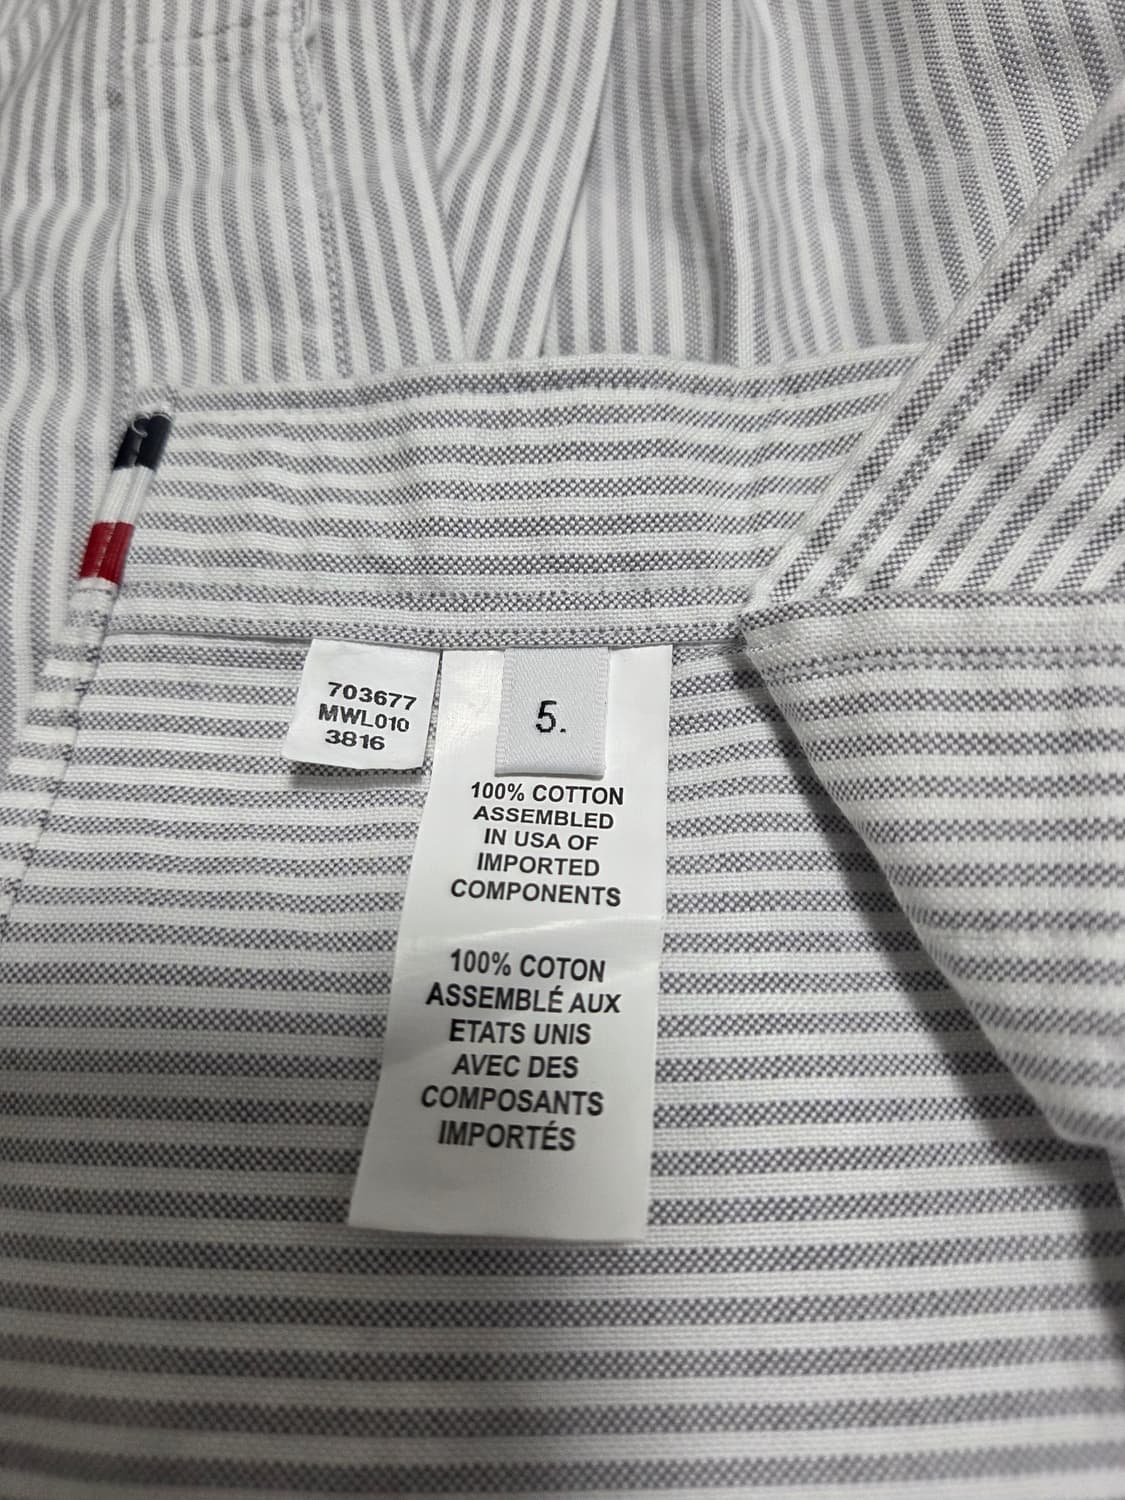 703677
MWL010
3816
5.
100% COTTON
ASSEMBLED
IN USA OF
IMPORTED
COMPONENTS
100% COTON
ASSEMBLÉ AUX
ETATS UNIS
AVEC DES
COMPOSANTS
IMPORTÉS